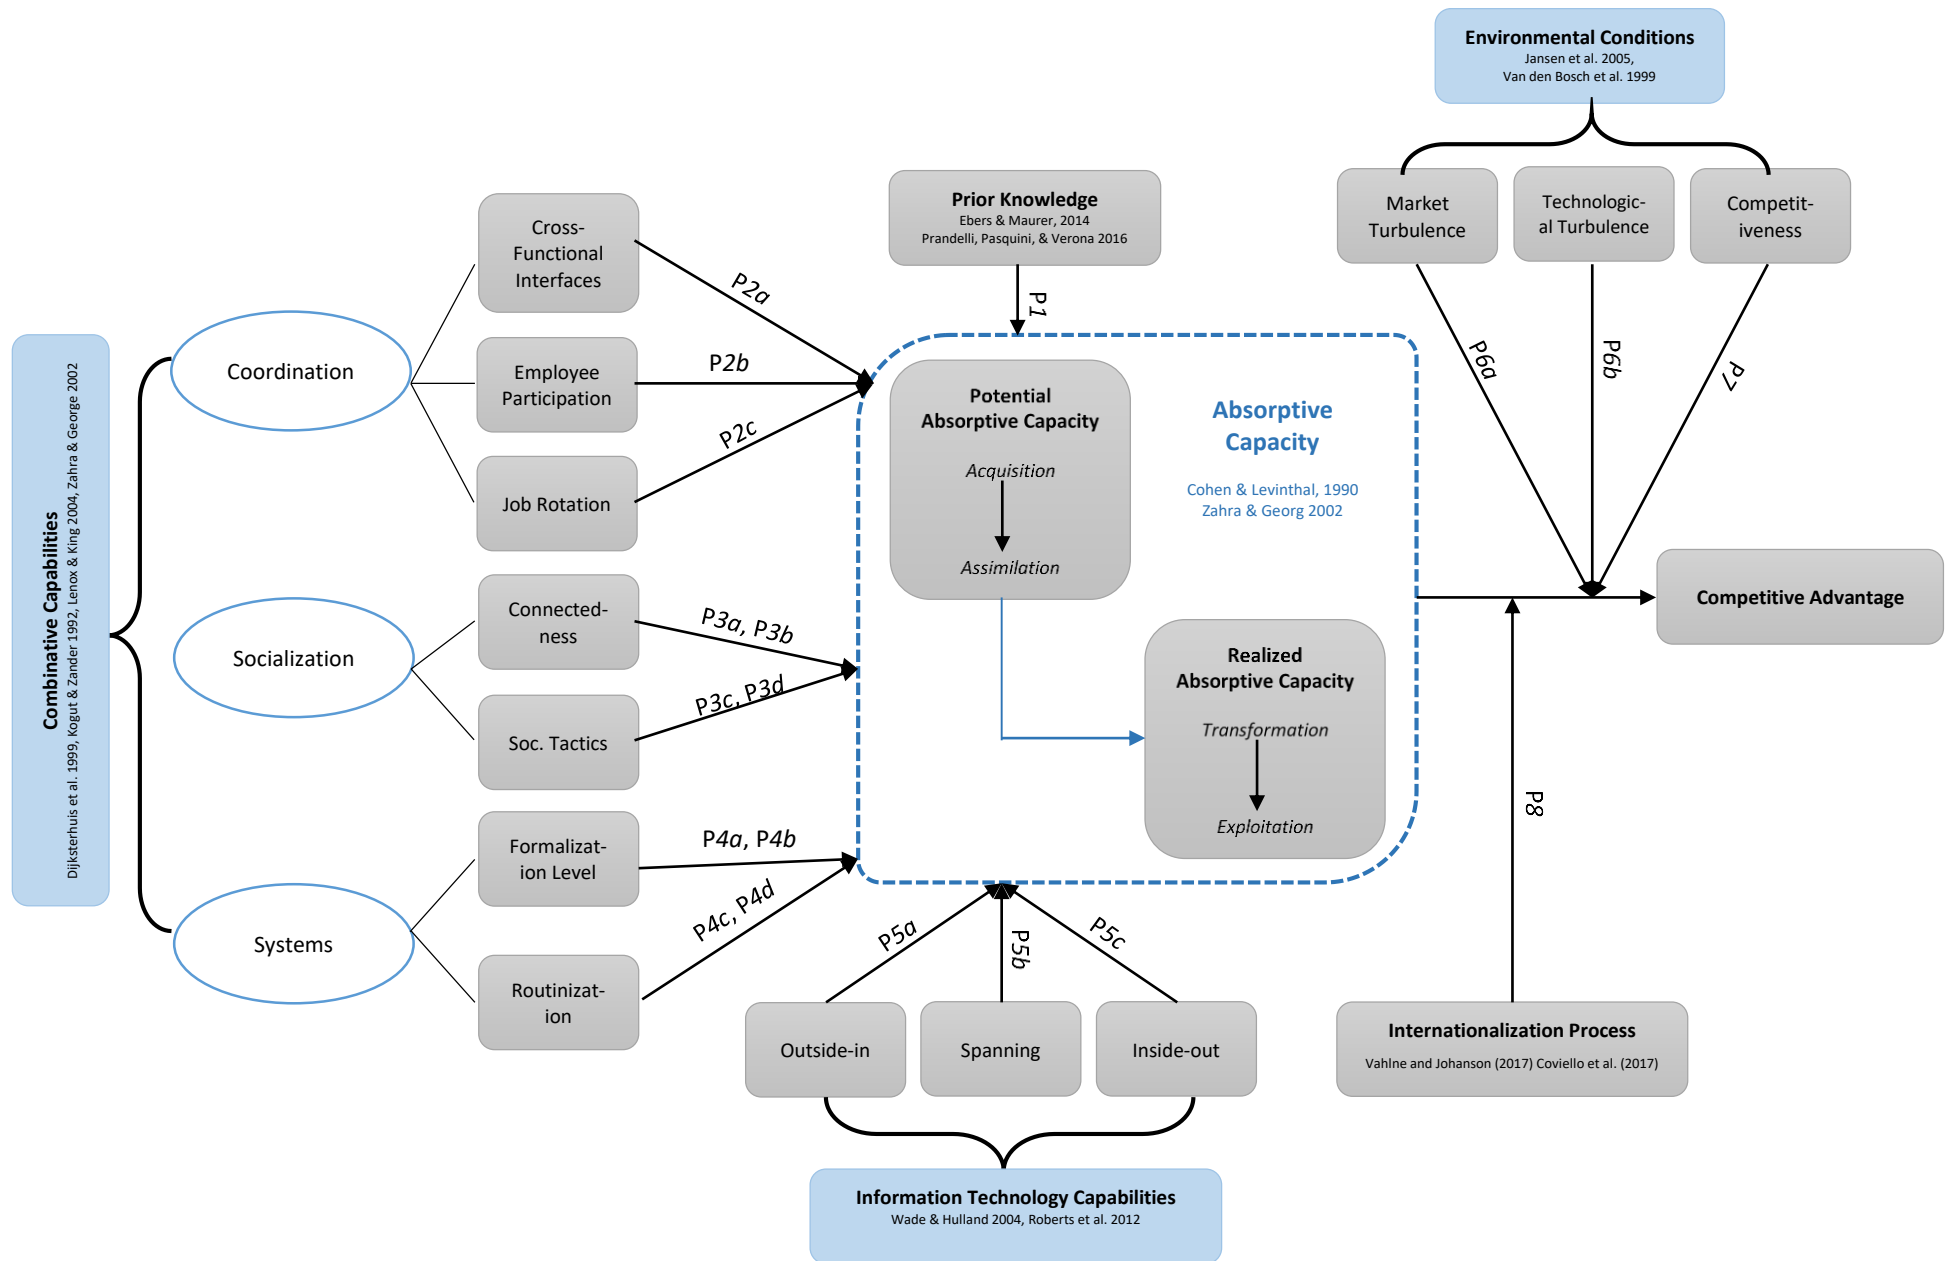 Environmental Conditions
Jansen et al. 2005,
Van den Bosch et al. 1999
Market
Turbulence
Technologic-
al Turbulence
Competit-
iveness
Prior Knowledge
Ebers & Maurer, 2014
Prandelli, Pasquini, & Verona 2016
P1
P6a
P6b
P7
Combinative Capabilities
Dijksterhuis et al. 1999, Kogut & Zander 1992, Lenox & King 2004, Zahra & George 2002
Coordination
Socialization
Systems
Cross-
Functional
Interfaces
Employee
Participation
Job Rotation
Connected-
ness
Soc. Tactics
Formalizat-
ion Level
Routinizat-
ion
P2a
P2b
P2c
P3a, P3b
P3c, P3d
P4a, P4b
P4c, P4d
Potential
Absorptive Capacity
Acquisition
Assimilation
Absorptive
Capacity
Cohen & Levinthal, 1990
Zahra & Georg 2002
Realized
Absorptive Capacity
Transformation
Exploitation
Competitive Advantage
P8
P5a
P5b
P5c
Outside-in
Spanning
Inside-out
Internationalization Process
Vahlne and Johanson (2017) Coviello et al. (2017)
Information Technology Capabilities
Wade & Hulland 2004, Roberts et al. 2012